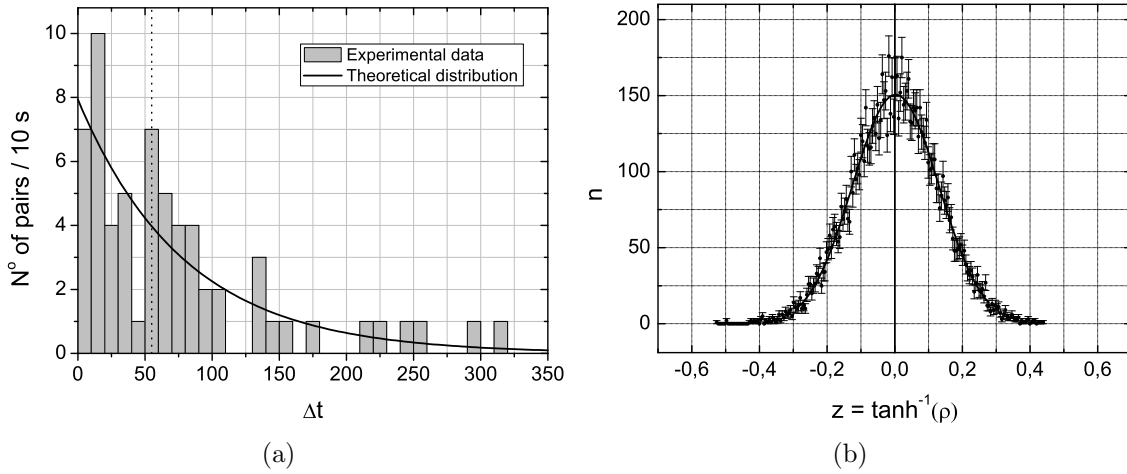 10
8
6
4
2
0
0 50 100 150 200 250 300 350
N° of pairs / 10 s
Δt
Experimental data
Theoretical distribution
(a)
200
150
100
50
0
-0,6 -0,4 -0,2 0,0 0,2 0,4 0,6
n
z = tanh⁻¹(ρ)
(b)